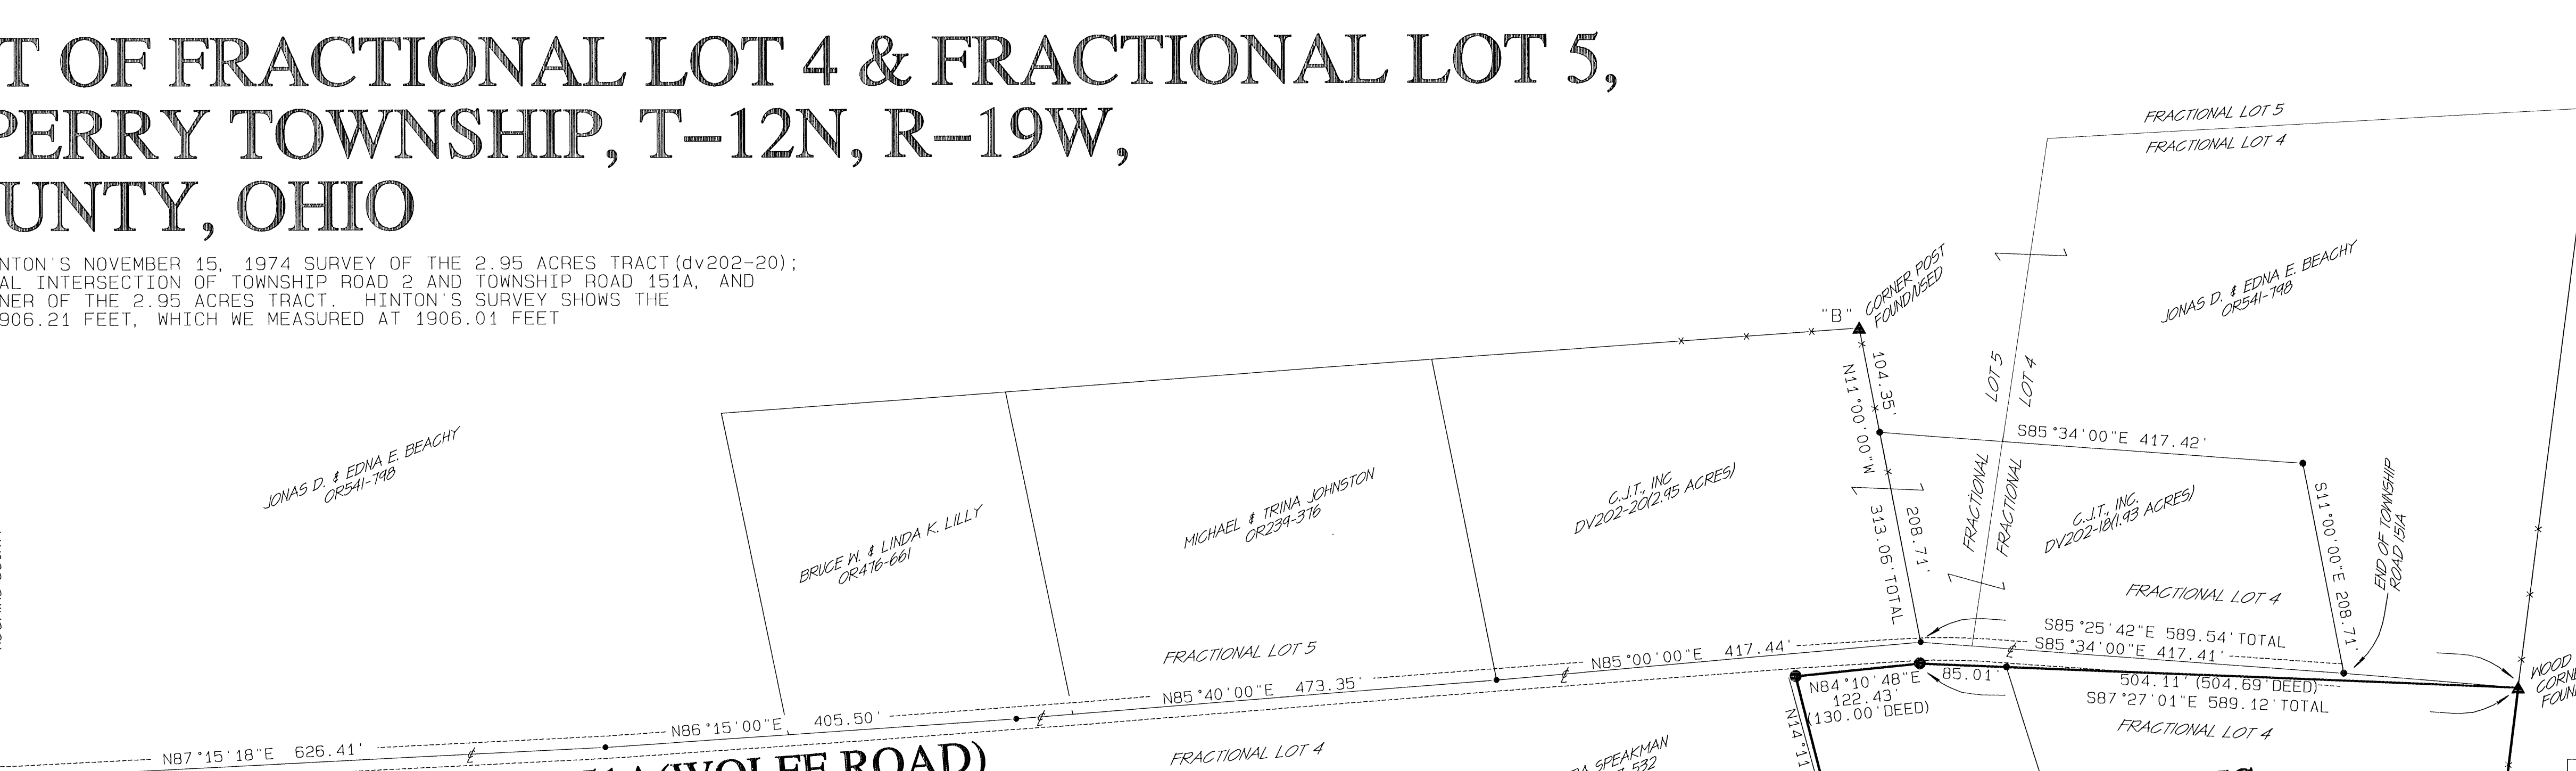 T OF FRACTIONAL LOT 4 & FRACTIONAL LOT 5,
PERRY TOWNSHIP, T-12N, R-19W,
UNTY, OHIO
NTON'S NOVEMBER 15, 1974 SURVEY OF THE 2.95 ACRES TRACT(dv202-20);
AL INTERSECTION OF TOWNSHIP ROAD 2 AND TOWNSHIP ROAD 151A, AND
NER OF THE 2.95 ACRES TRACT. HINTON'S SURVEY SHOWS THE
906.21 FEET, WHICH WE MEASURED AT 1906.01 FEET
FRACTIONAL LOT 5
FRACTIONAL LOT 4
"B"
CORNER POST
FOUND/USED
JONAS D. & EDNA E. BEACHY
OR541-798
104.35'
N11°00'00"W
LOT 5
LOT 4
S85°34'00"E 417.42'
JONAS D. & EDNA E. BEACHY
OR541-798
BRUCE W. & LINDA K. LILLY
OR476-661
MICHAEL & TRINA JOHNSTON
OR239-376
C.J.T., INC
DV202-20(2.95 ACRES)
313.06'TOTAL
208.71'
FRACTIONAL
FRACTIONAL
C.J.T., INC.
DV202-18(1.93 ACRES)
S11°00'00"E 208.71'
END OF TOWNSHIP
ROAD 151A
FRACTIONAL LOT 4
FRACTIONAL LOT 5
S85°25'42"E 589.54'TOTAL
S85°34'00"E 417.41'
N87°15'18"E 626.41'
N86°15'00"E 405.50'
N85°40'00"E 473.35'
N85°00'00"E 417.44'
N84°10'48"E
122.43'
(130.00'DEED)
85.01'
504.11'(504.69'DEED)
S87°27'01"E 589.12'TOTAL
WOOD
CORNE
FOUN
N14°11
FRACTIONAL LOT 4
FRACTIONAL LOT 4
A(WOLFE ROAD)
A SPEAKMAN
532